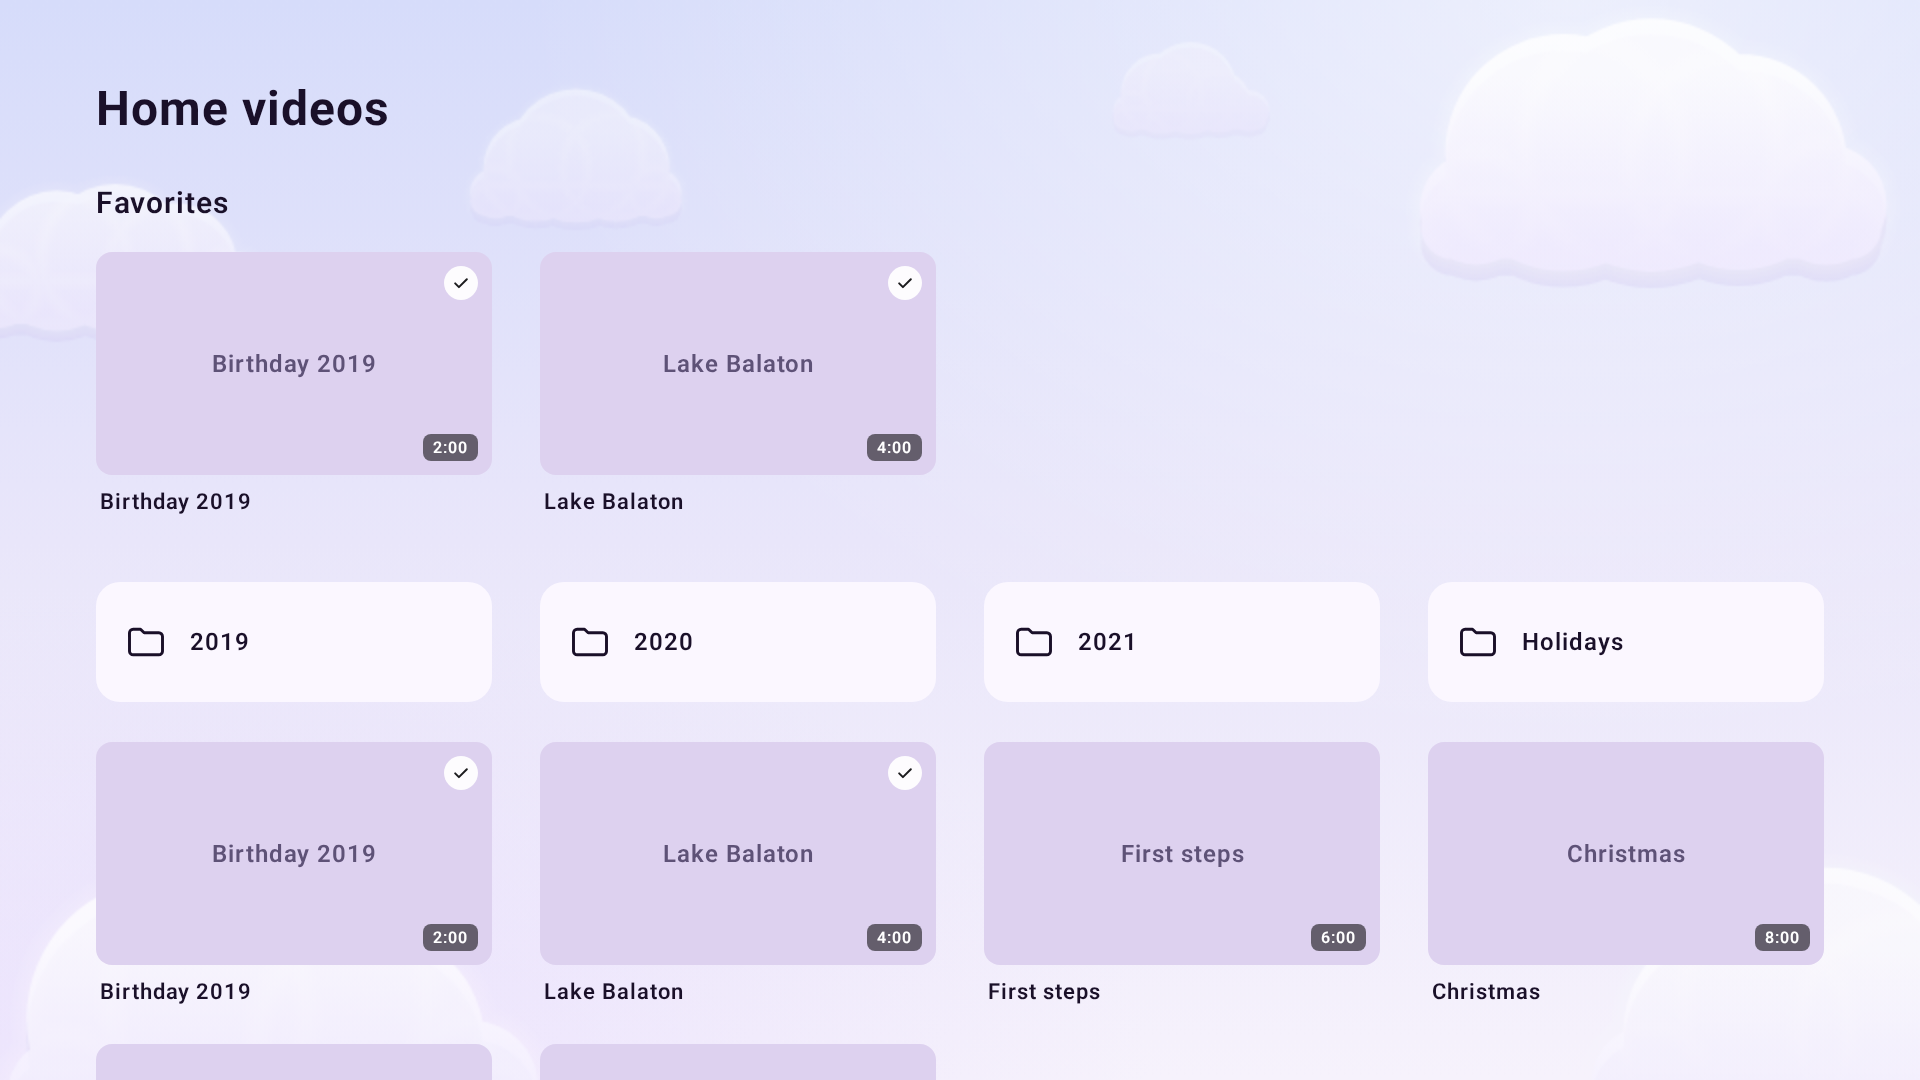 Home videos
Favorites
Birthday 2019
2:00
Birthday 2019
Lake Balaton
4:00
Lake Balaton
2019
2020
2021
Holidays
Birthday 2019
2:00
Birthday 2019
Lake Balaton
4:00
Lake Balaton
First steps
6:00
First steps
Christmas
8:00
Christmas